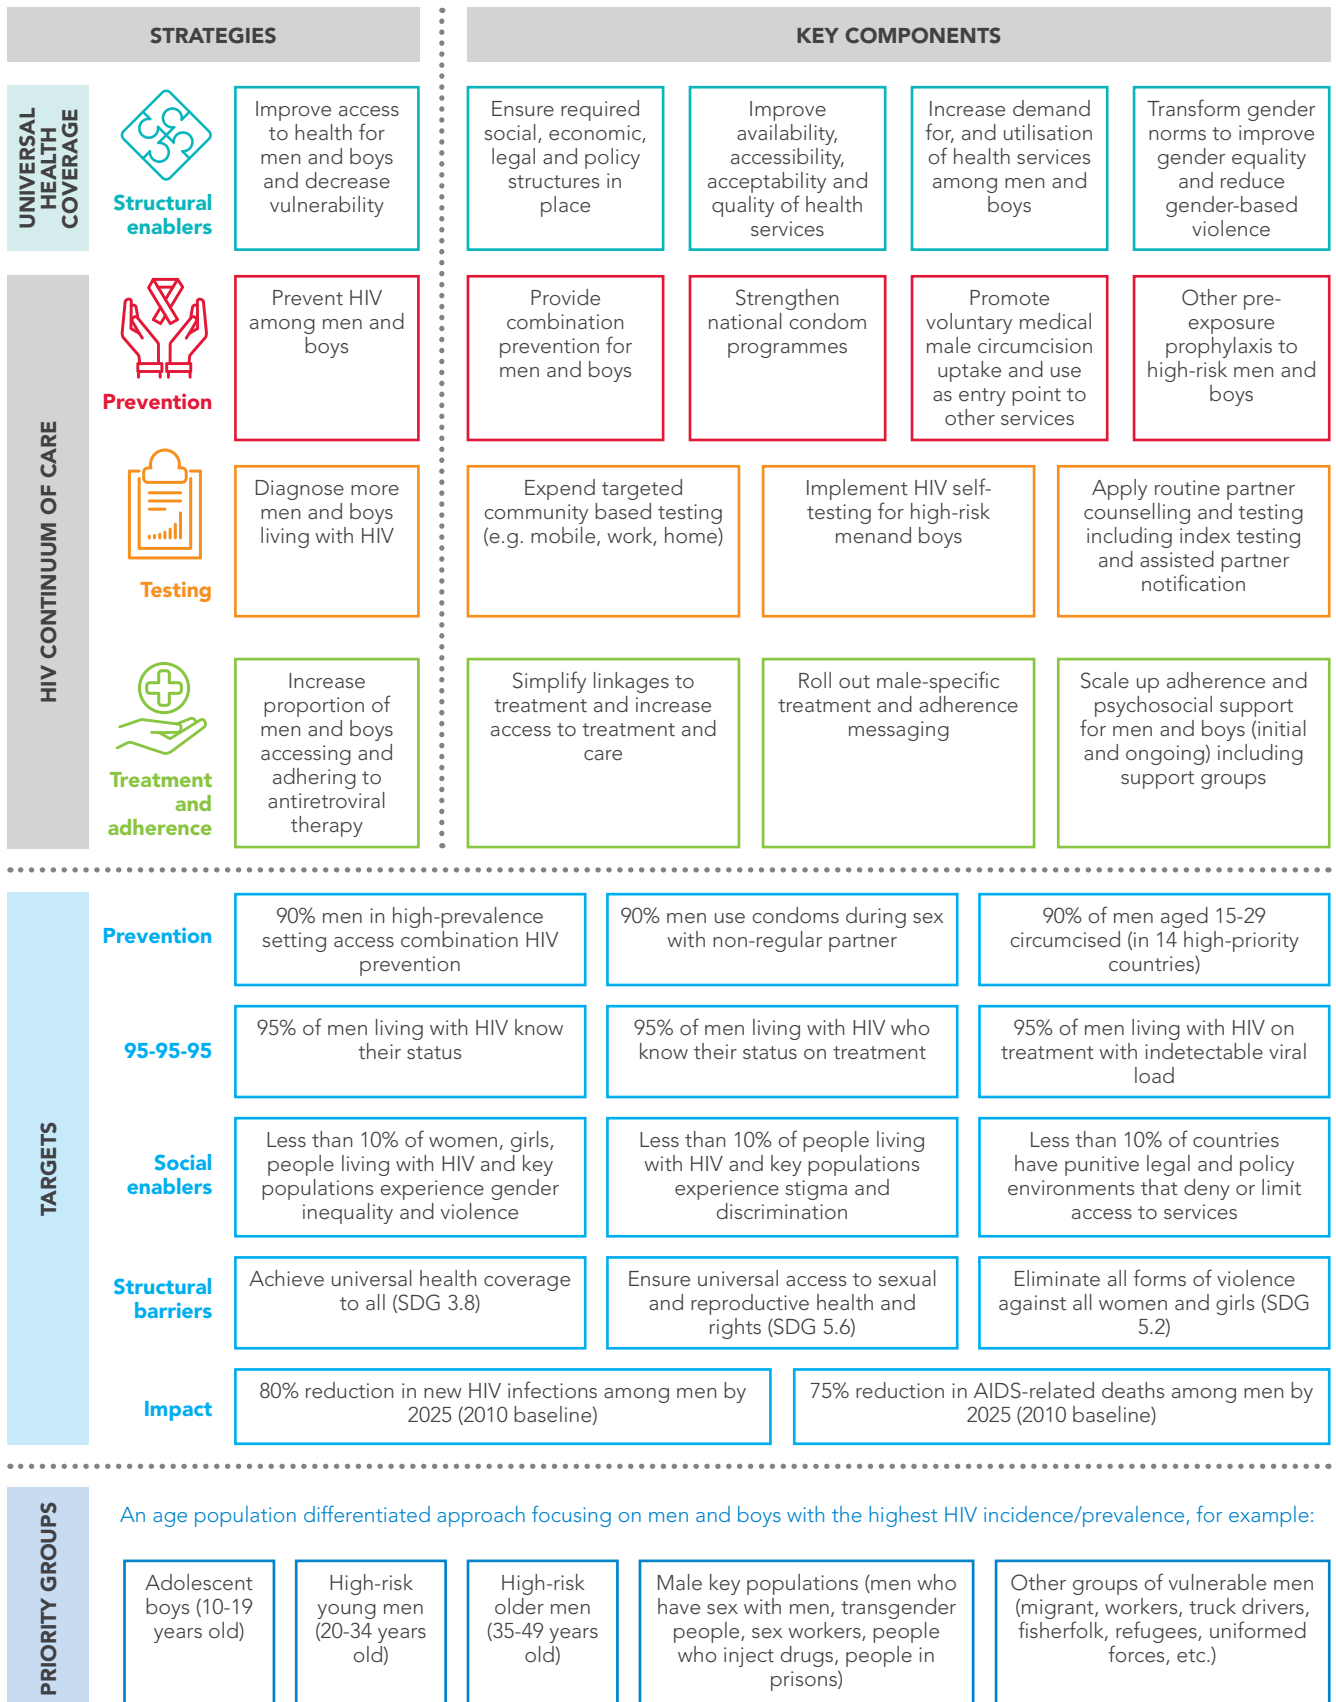 STRATEGIES
KEY COMPONENTS
UNIVERSAL
HEALTH
COVERAGE
Structural
enablers
Improve access
to health for
men and boys
and decrease
vulnerability
Ensure required
social, economic,
legal and policy
structures in
place
Improve
availability,
accessibility,
acceptability and
quality of health
services
Increase demand
for, and utilisation
of health services
among men and
boys
Transform gender
norms to improve
gender equality
and reduce
gender-based
violence
HIV CONTINUUM OF CARE
Prevention
Prevent HIV
among men and
boys
Provide
combination
prevention for
men and boys
Strengthen
national condom
programmes
Promote
voluntary medical
male circumcision
uptake and use
as entry point to
other services
Other pre-
exposure
prophylaxis to
high-risk men and
boys
Testing
Diagnose more
men and boys
living with HIV
Expend targeted
community based testing
(e.g. mobile, work, home)
Implement HIV self-
testing for high-risk
menand boys
Apply routine partner
counselling and testing
including index testing
and assisted partner
notification
Treatment
and
adherence
Increase
proportion of
men and boys
accessing and
adhering to
antiretroviral
therapy
Simplify linkages to
treatment and increase
access to treatment and
care
Roll out male-specific
treatment and adherence
messaging
Scale up adherence and
psychosocial support
for men and boys (initial
and ongoing) including
support groups
TARGETS
Prevention
90% men in high-prevalence
setting access combination HIV
prevention
90% men use condoms during sex
with non-regular partner
90% of men aged 15-29
circumcised (in 14 high-priority
countries)
95-95-95
95% of men living with HIV know
their status
95% of men living with HIV who
know their status on treatment
95% of men living with HIV on
treatment with indetectable viral
load
Social
enablers
Less than 10% of women, girls,
people living with HIV and key
populations experience gender
inequality and violence
Less than 10% of people living
with HIV and key populations
experience stigma and
discrimination
Less than 10% of countries
have punitive legal and policy
environments that deny or limit
access to services
Structural
barriers
Achieve universal health coverage
to all (SDG 3.8)
Ensure universal access to sexual
and reproductive health and
rights (SDG 5.6)
Eliminate all forms of violence
against all women and girls (SDG
5.2)
Impact
80% reduction in new HIV infections among men by
2025 (2010 baseline)
75% reduction in AIDS-related deaths among men by
2025 (2010 baseline)
PRIORITY GROUPS
An age population differentiated approach focusing on men and boys with the highest HIV incidence/prevalence, for example:
Adolescent
boys (10-19
years old)
High-risk
young men
(20-34 years
old)
High-risk
older men
(35-49 years
old)
Male key populations (men who
have sex with men, transgender
people, sex workers, people
who inject drugs, people in
prisons)
Other groups of vulnerable men
(migrant, workers, truck drivers,
fisherfolk, refugees, uniformed
forces, etc.)